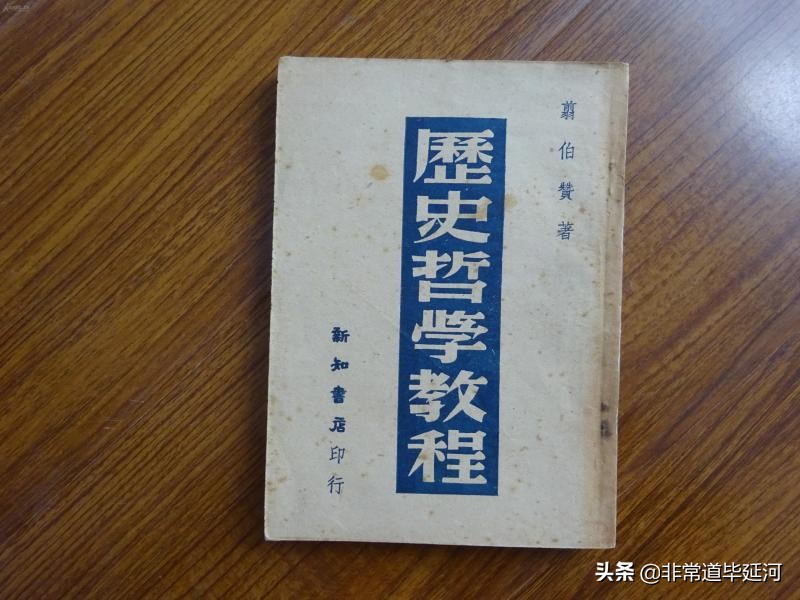 翦伯贊著
歷史哲學教程
新知書店印行
头条 @非常道毕延河